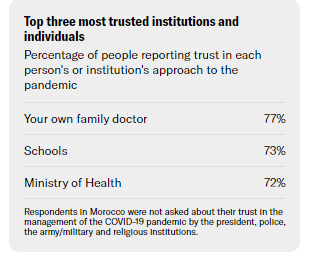 Top three most trusted institutions and
individuals
Percentage of people reporting trust in each
person's or institution's approach to the
pandemic
Your own family doctor 77%
Schools 73%
Ministry of Health 72%
Respondents in Morocco were not asked about their trust in the
management of the COVID-19 pandemic by the president, police,
the army/military and religious institutions.